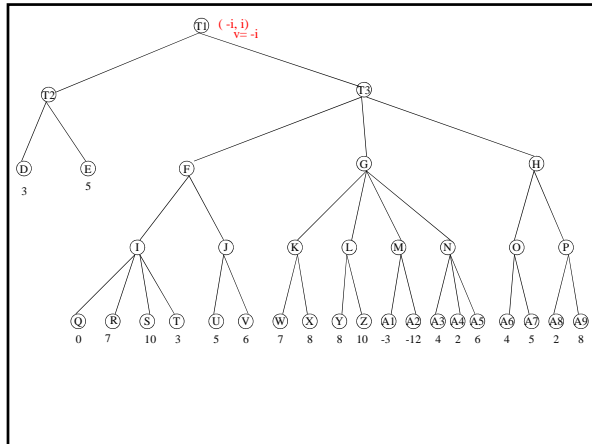 T1 ( -i, i)
v= -i
T2 T3
D E F G H
3 5
I J K L M N O P
Q R S T U V W X Y Z A1 A2 A3 A4 A5 A6 A7 A8 A9
0 7 10 3 5 6 7 8 8 10 -3 -12 4 2 6 4 5 2 8